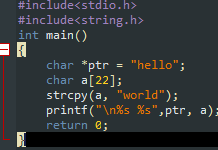 #include<stdio.h>
#include<string.h>
int main()
{
char *ptr = "hello";
char a[22];
strcpy(a, "world");
printf("\n%s %s",ptr, a);
return 0;
}